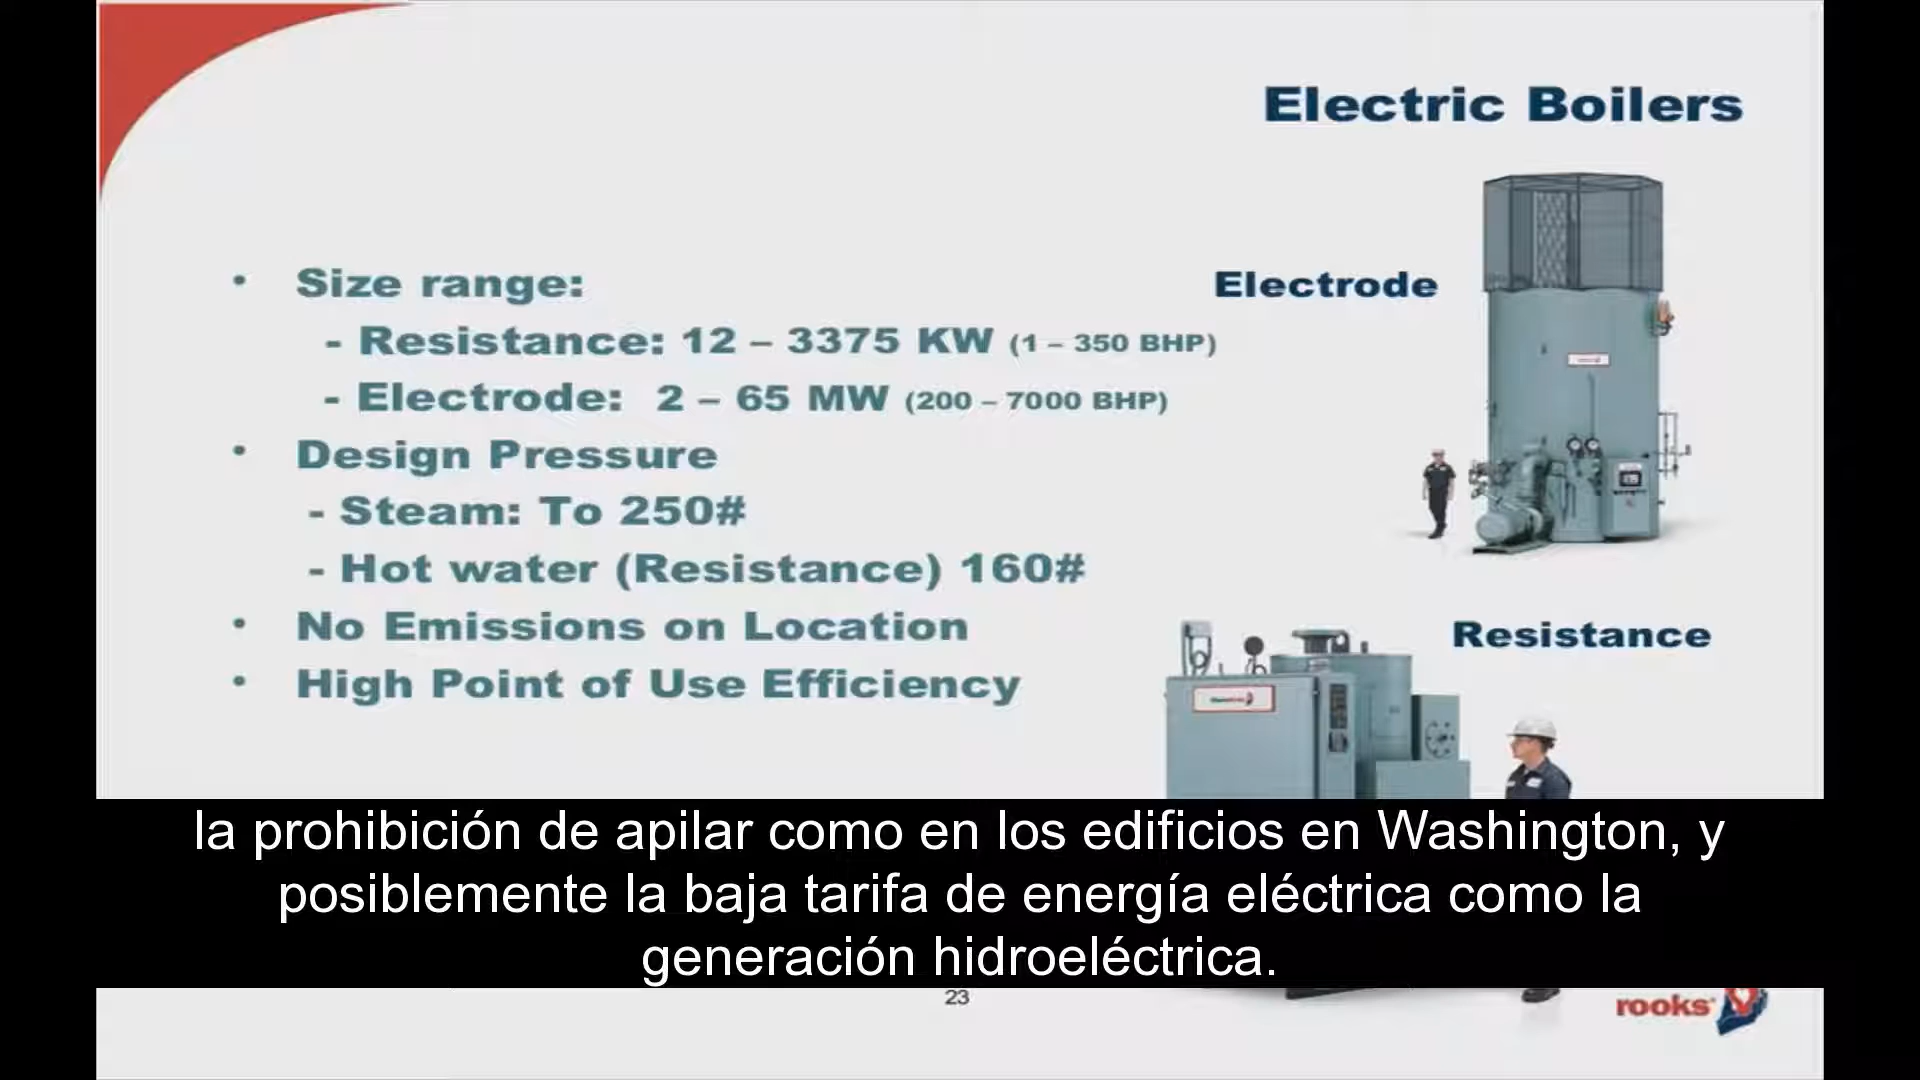 Electric Boilers
• Size range:
- Resistance: 12 – 3375 KW (1 – 350 BHP)
- Electrode: 2 – 65 MW (200 – 7000 BHP)
• Design Pressure
- Steam: To 250#
- Hot water (Resistance) 160#
• No Emissions on Location
• High Point of Use Efficiency
Electrode
Resistance
la prohibición de apilar como en los edificios en Washington, y
posiblemente la baja tarifa de energía eléctrica como la
generación hidroeléctrica.
23
rooks